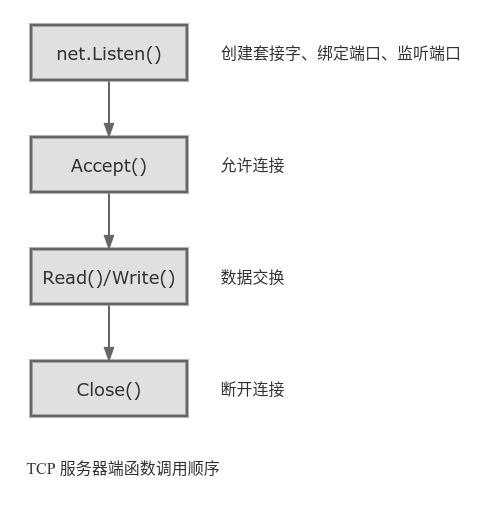 net.Listen() 创建套接字、绑定端口、监听端口
Accept() 允许连接
Read()/Write() 数据交换
Close() 断开连接
TCP 服务器端函数调用顺序